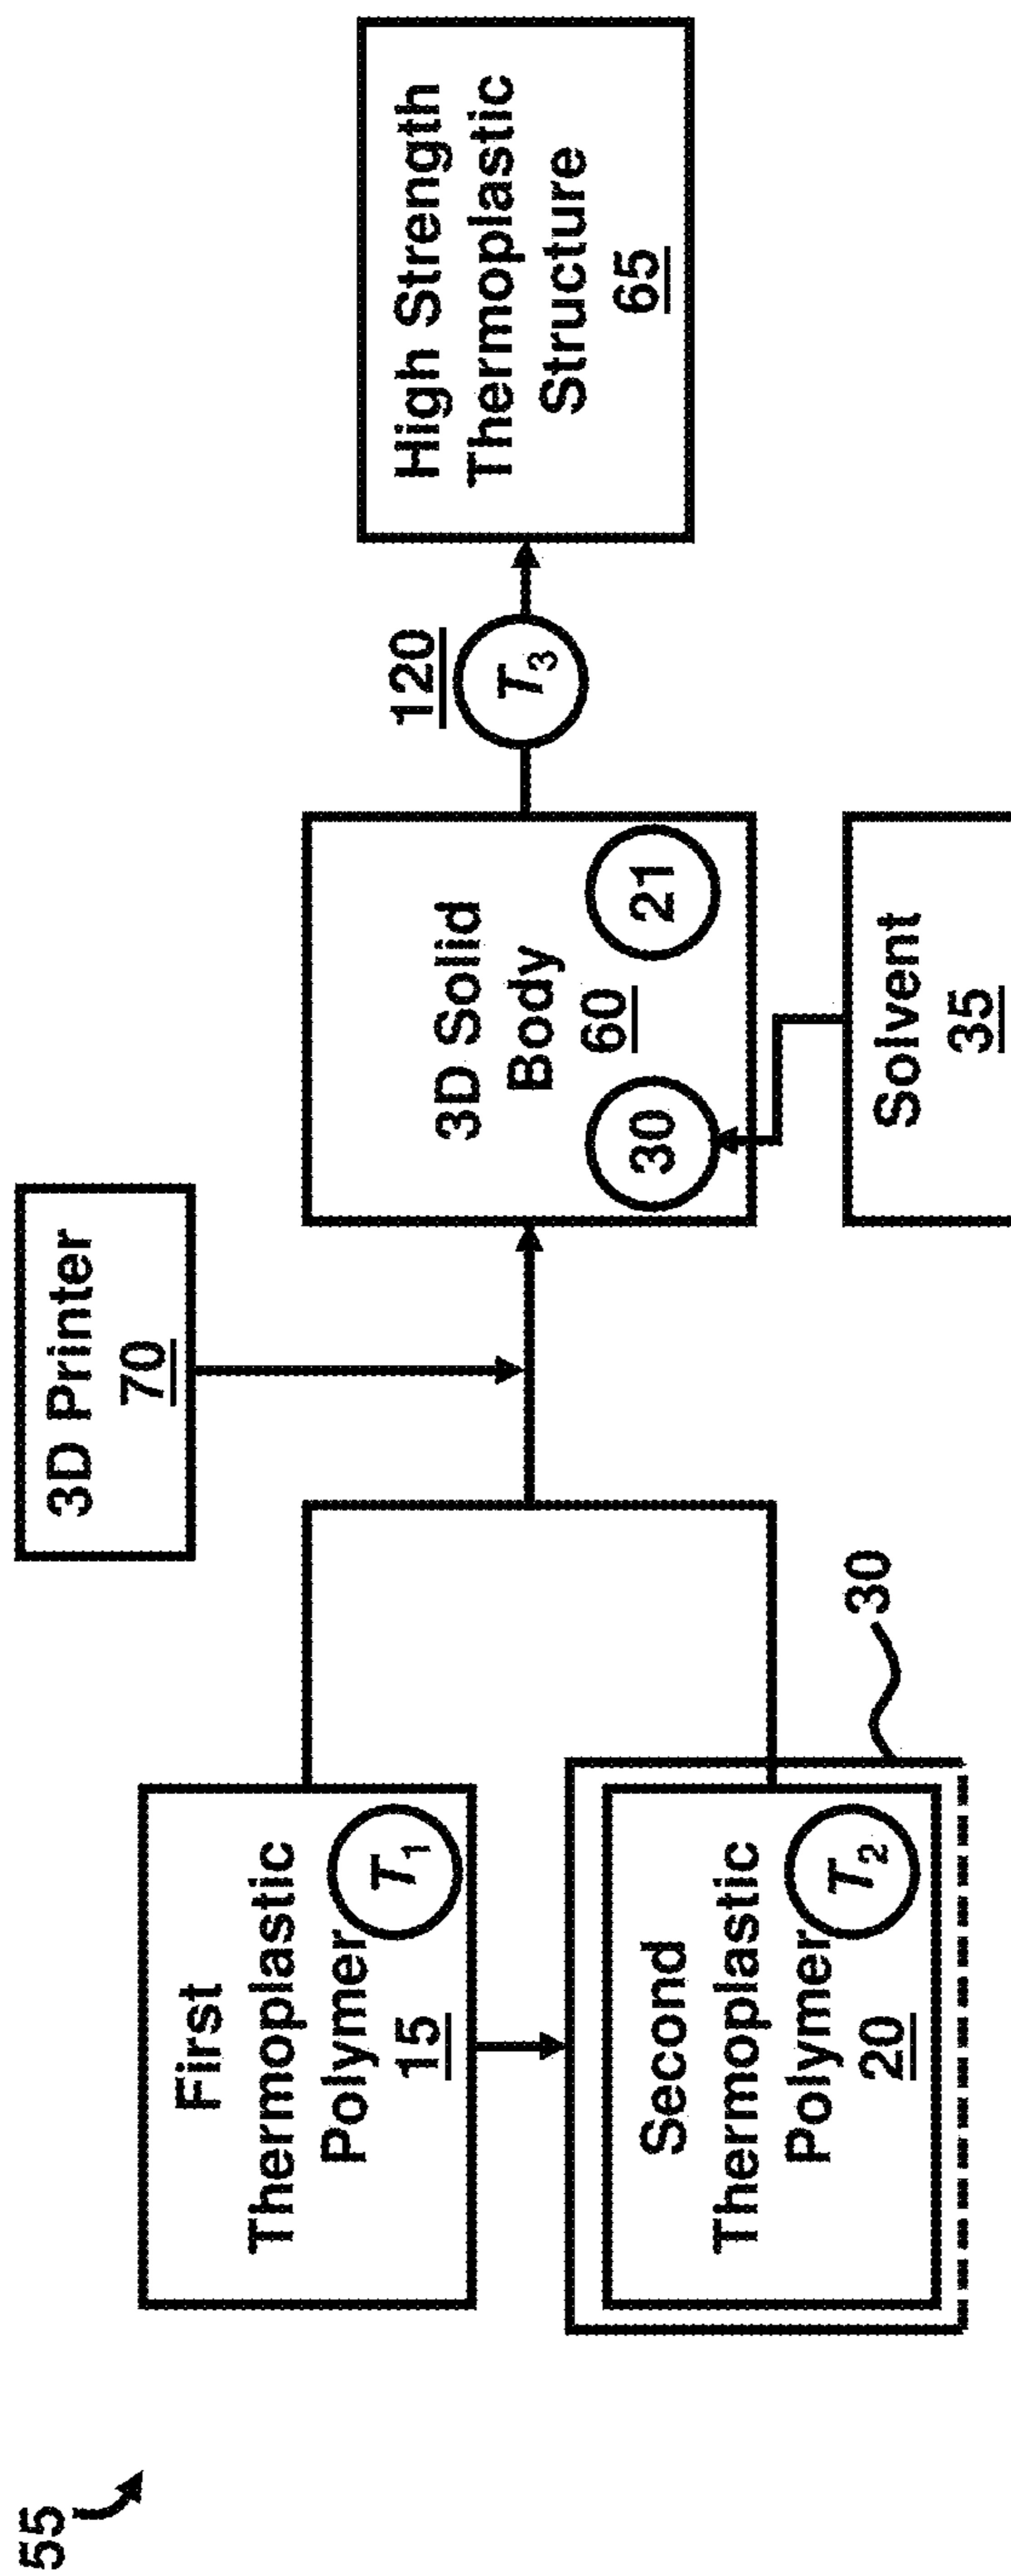 55
3D Printer
70
First
Thermoplastic
Polymer
15
T₁
Second
Thermoplastic
Polymer
20
T₂
30
3D Solid
Body
60
30
21
Solvent
35
120
T₃
High Strength
Thermoplastic
Structure
65